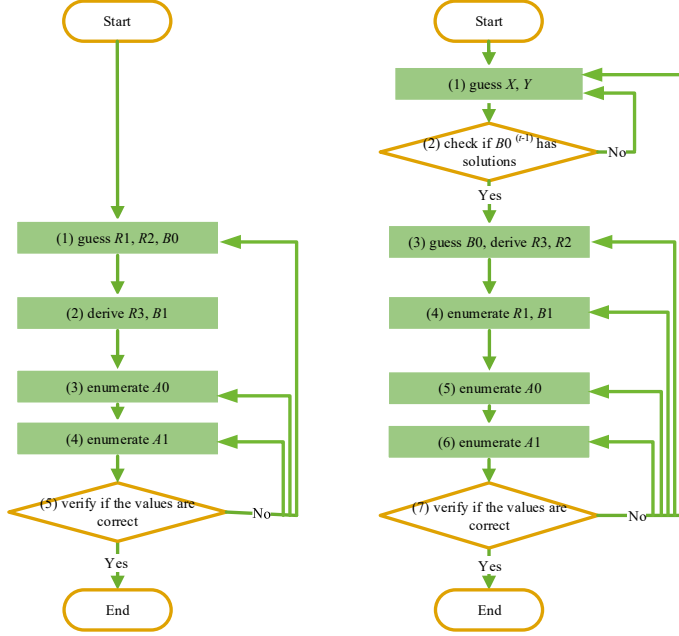 Start
(1) guess R1, R2, B0
(2) derive R3, B1
(3) enumerate A0
(4) enumerate A1
(5) verify if the values are
correct
No
Yes
End
Start
(1) guess X, Y
(2) check if B0 (t-1) has
solutions
No
Yes
(3) guess B0, derive R3, R2
(4) enumerate R1, B1
(5) enumerate A0
(6) enumerate A1
(7) verify if the values are
correct
No
Yes
End